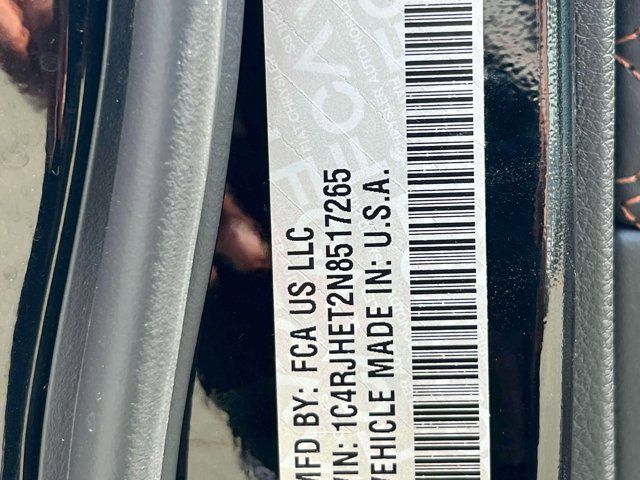 MFD BY: FCA US LLC
VIN: 1C4RJHET2N8517265
VEHICLE MADE IN: U.S.A.